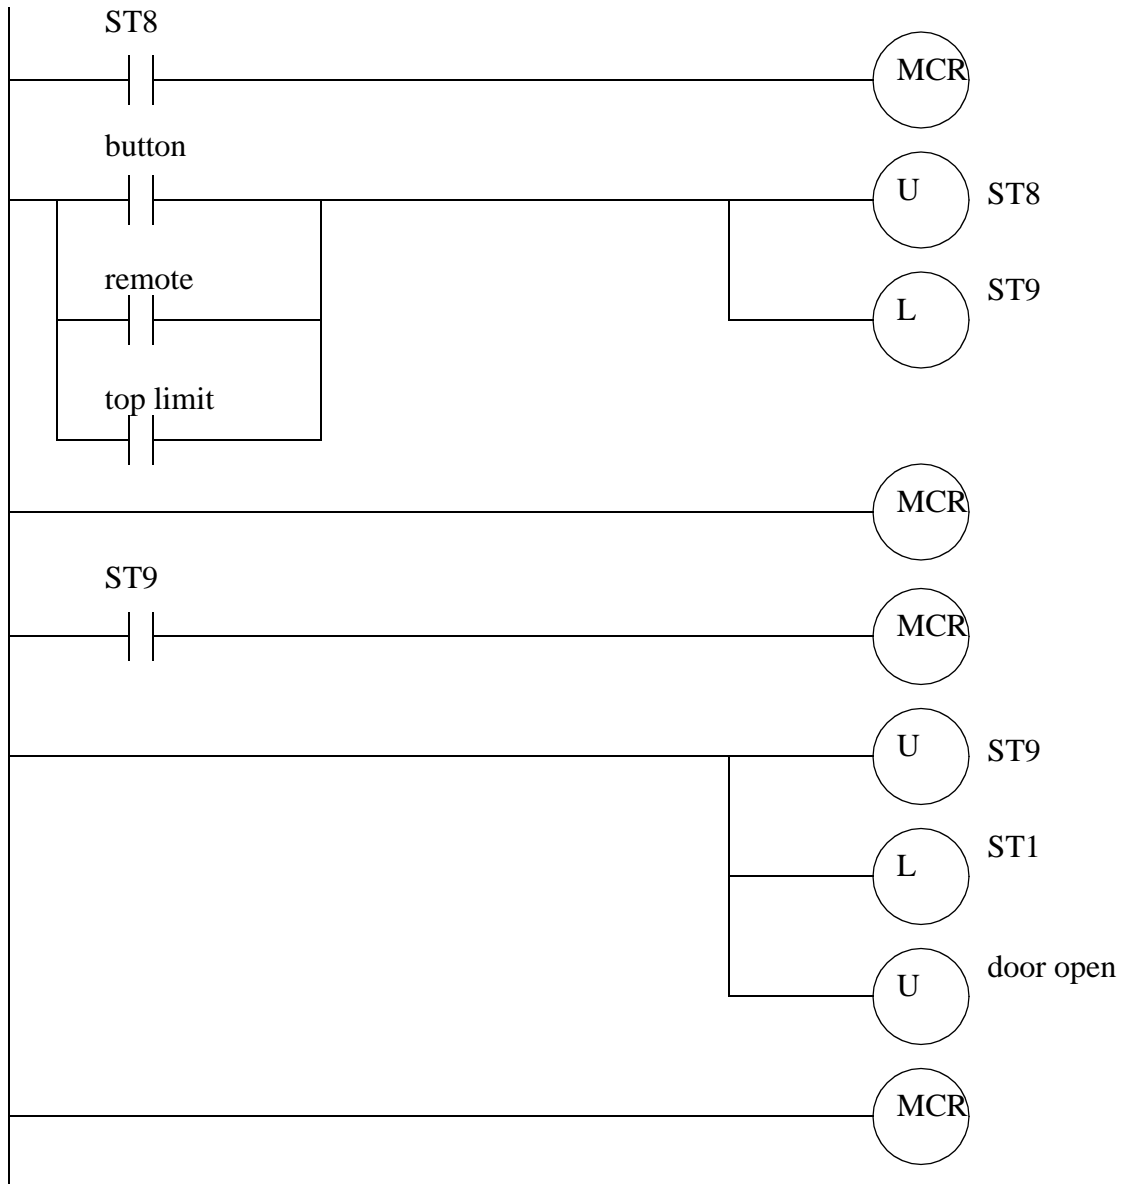 ST8
MCR
button
U ST8
remote
L ST9
top limit
MCR
ST9
MCR
U ST9
L ST1
U door open
MCR